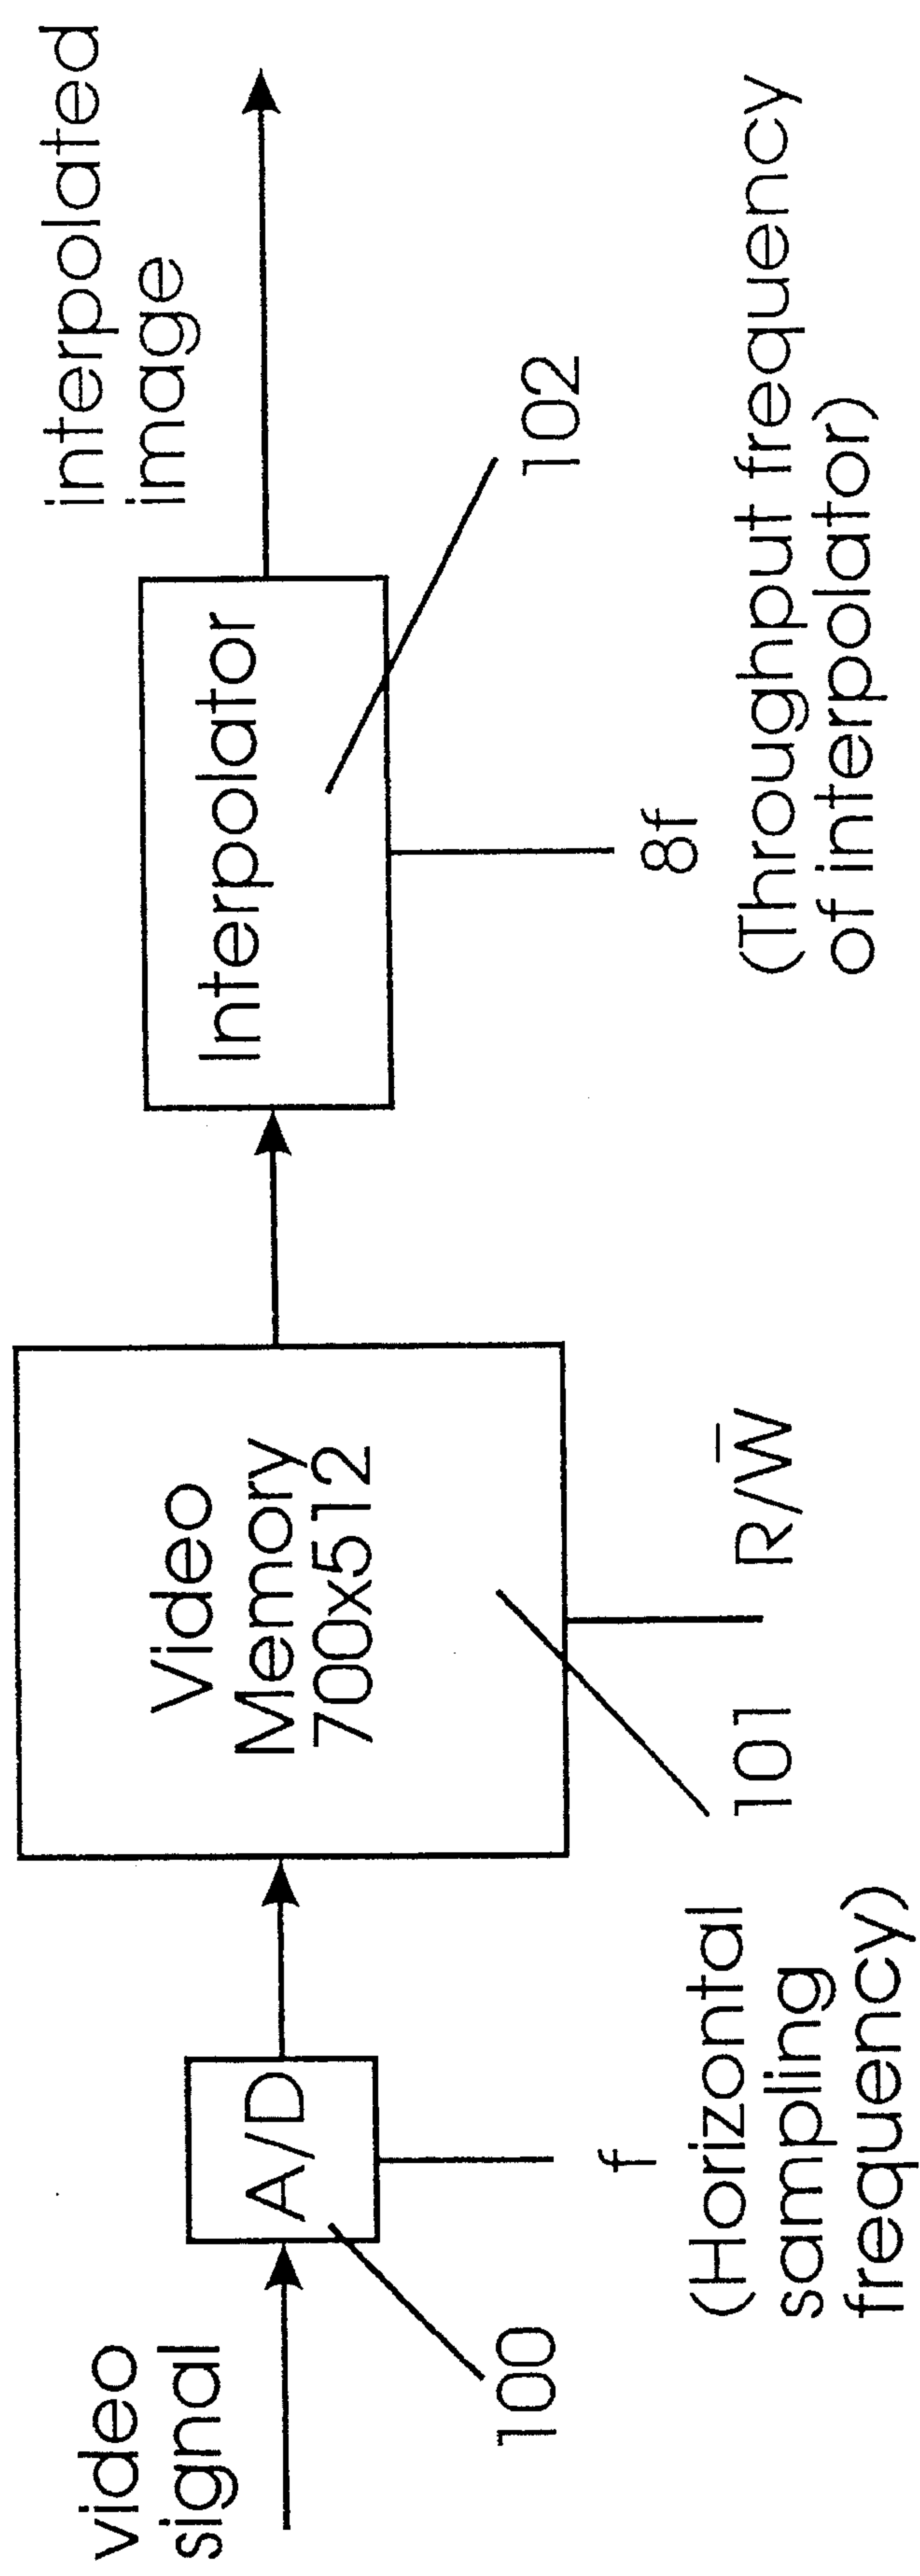 video
signal
A/D
100
f
(Horizontal
sampling
frequency)
Video
Memory
700x512
101
R/W̅
Interpolator
102
8f
(Throughput frequency
of interpolator)
interpolated
image